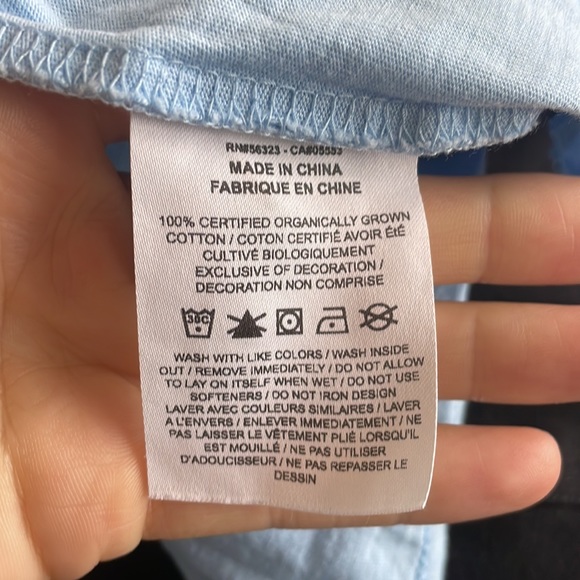 RN#56323 - CA#05553
MADE IN CHINA
FABRIQUE EN CHINE
100% CERTIFIED ORGANICALLY GROWN
COTTON / COTON CERTIFIÉ AVOIR ÉtÉ
CULTIVÉ BIOLOGIQUEMENT
EXCLUSIVE OF DECORATION /
DECORATION NON COMPRISE
30C
WASH WITH LIKE COLORS / WASH INSIDE
OUT / REMOVE IMMEDIATELY / DO NOT ALLOW
TO LAY ON ITSELF WHEN WET / DO NOT USE
SOFTENERS / DO NOT IRON DESIGN
LAVER AVEC COULEURS SIMILAIRES / LAVER
A L'ENVERS / ENLEVER IMMEDIATEMENT / NE
PAS LAISSER LE VÊTEMENT PLIÉ LORSQU'IL
EST MOUILLÉ / NE PAS UTILISER
D'ADOUCISSEUR / NE PAS REPASSER LE
DESSIN